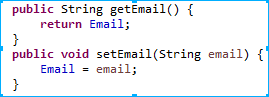 public String getEmail() {
    return Email;
}
public void setEmail(String email) {
    Email = email;
}